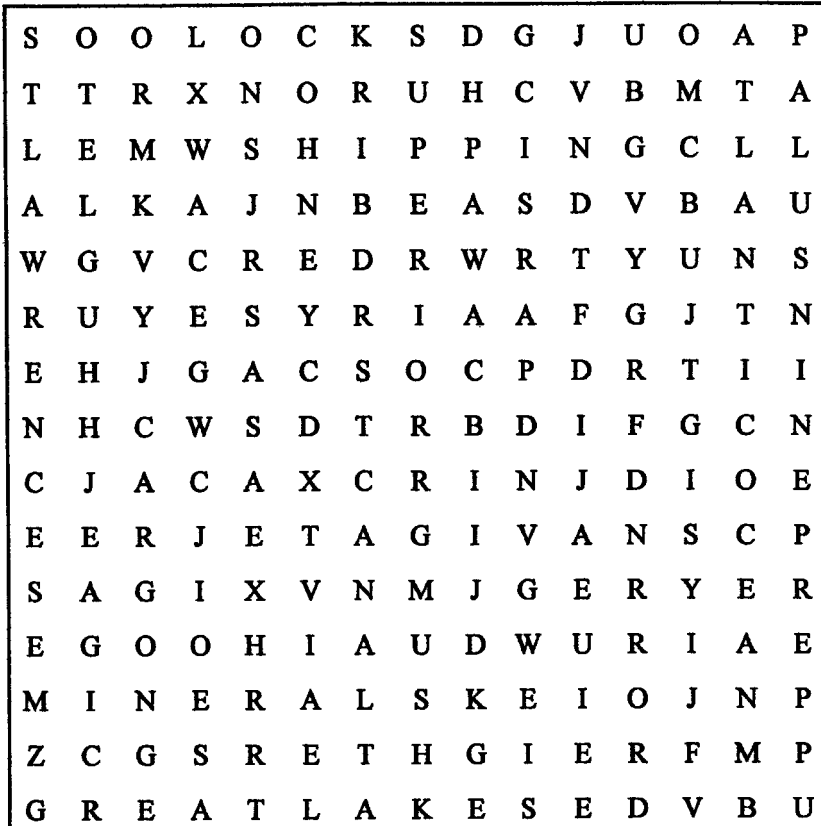 S O O L O C K S D G J U O A P
T T R X N O R U H C V B M T A
L E M W S H I P P I N G C L L
A L K A J N B E A S D V B A U
W G V C R E D R W R T Y U N S
R U Y E S Y R I A A F G J T N
E H J G A C S O C P D R T I I
N H C W S D T R B D I F G C N
C J A C A X C R I N J D I O E
E E R J E T A G I V A N S C P
S A G I X V N M J G E R Y E R
E G O O H I A U D W U R I A E
M I N E R A L S K E I O J N P
Z C G S R E T H G I E R F M P
G R E A T L A K E S E D V B U